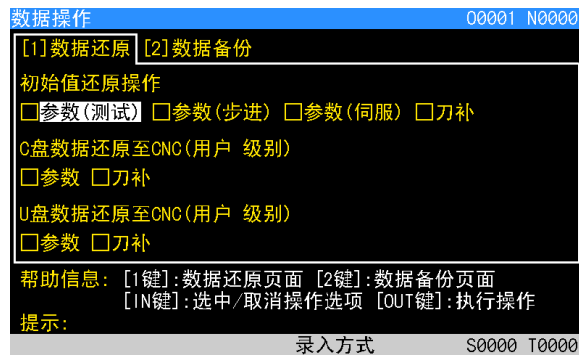 数据操作 O0001 N0000
[1]数据还原 [2]数据备份
初始值还原操作
□参数(测试) □参数(步进) □参数(伺服) □刀补
C盘数据还原至CNC(用户 级别)
□参数 □刀补
U盘数据还原至CNC(用户 级别)
□参数 □刀补
帮助信息: [1键]:数据还原页面 [2键]:数据备份页面
[IN键]:选中/取消操作选项 [OUT键]:执行操作
提示:
录入方式 S0000 T0000